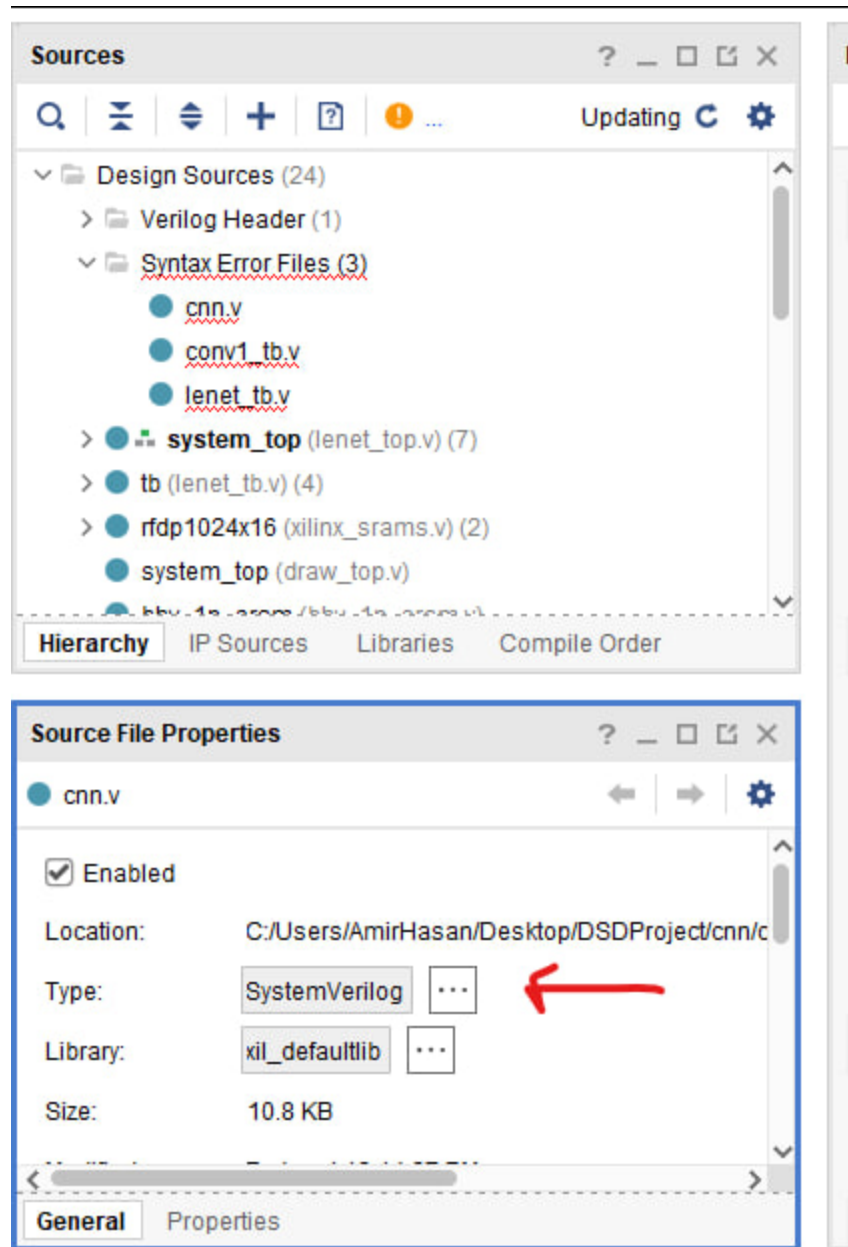 Sources
? _
...
Updating
Design Sources (24)
Verilog Header (1)
Syntax Error Files (3)
cnn.v
conv1_tb.v
lenet_tb.v
system_top (lenet_top.v) (7)
tb (lenet_tb.v) (4)
rfdp1024x16 (xilinx_srams.v) (2)
system_top (draw_top.v)
Hierarchy IP Sources Libraries Compile Order
Source File Properties
? _
cnn.v
Enabled
Location: C:/Users/AmirHasan/Desktop/DSDProject/cnn/c
Type: SystemVerilog ...
Library: xil_defaultlib ...
Size: 10.8 KB
General Properties